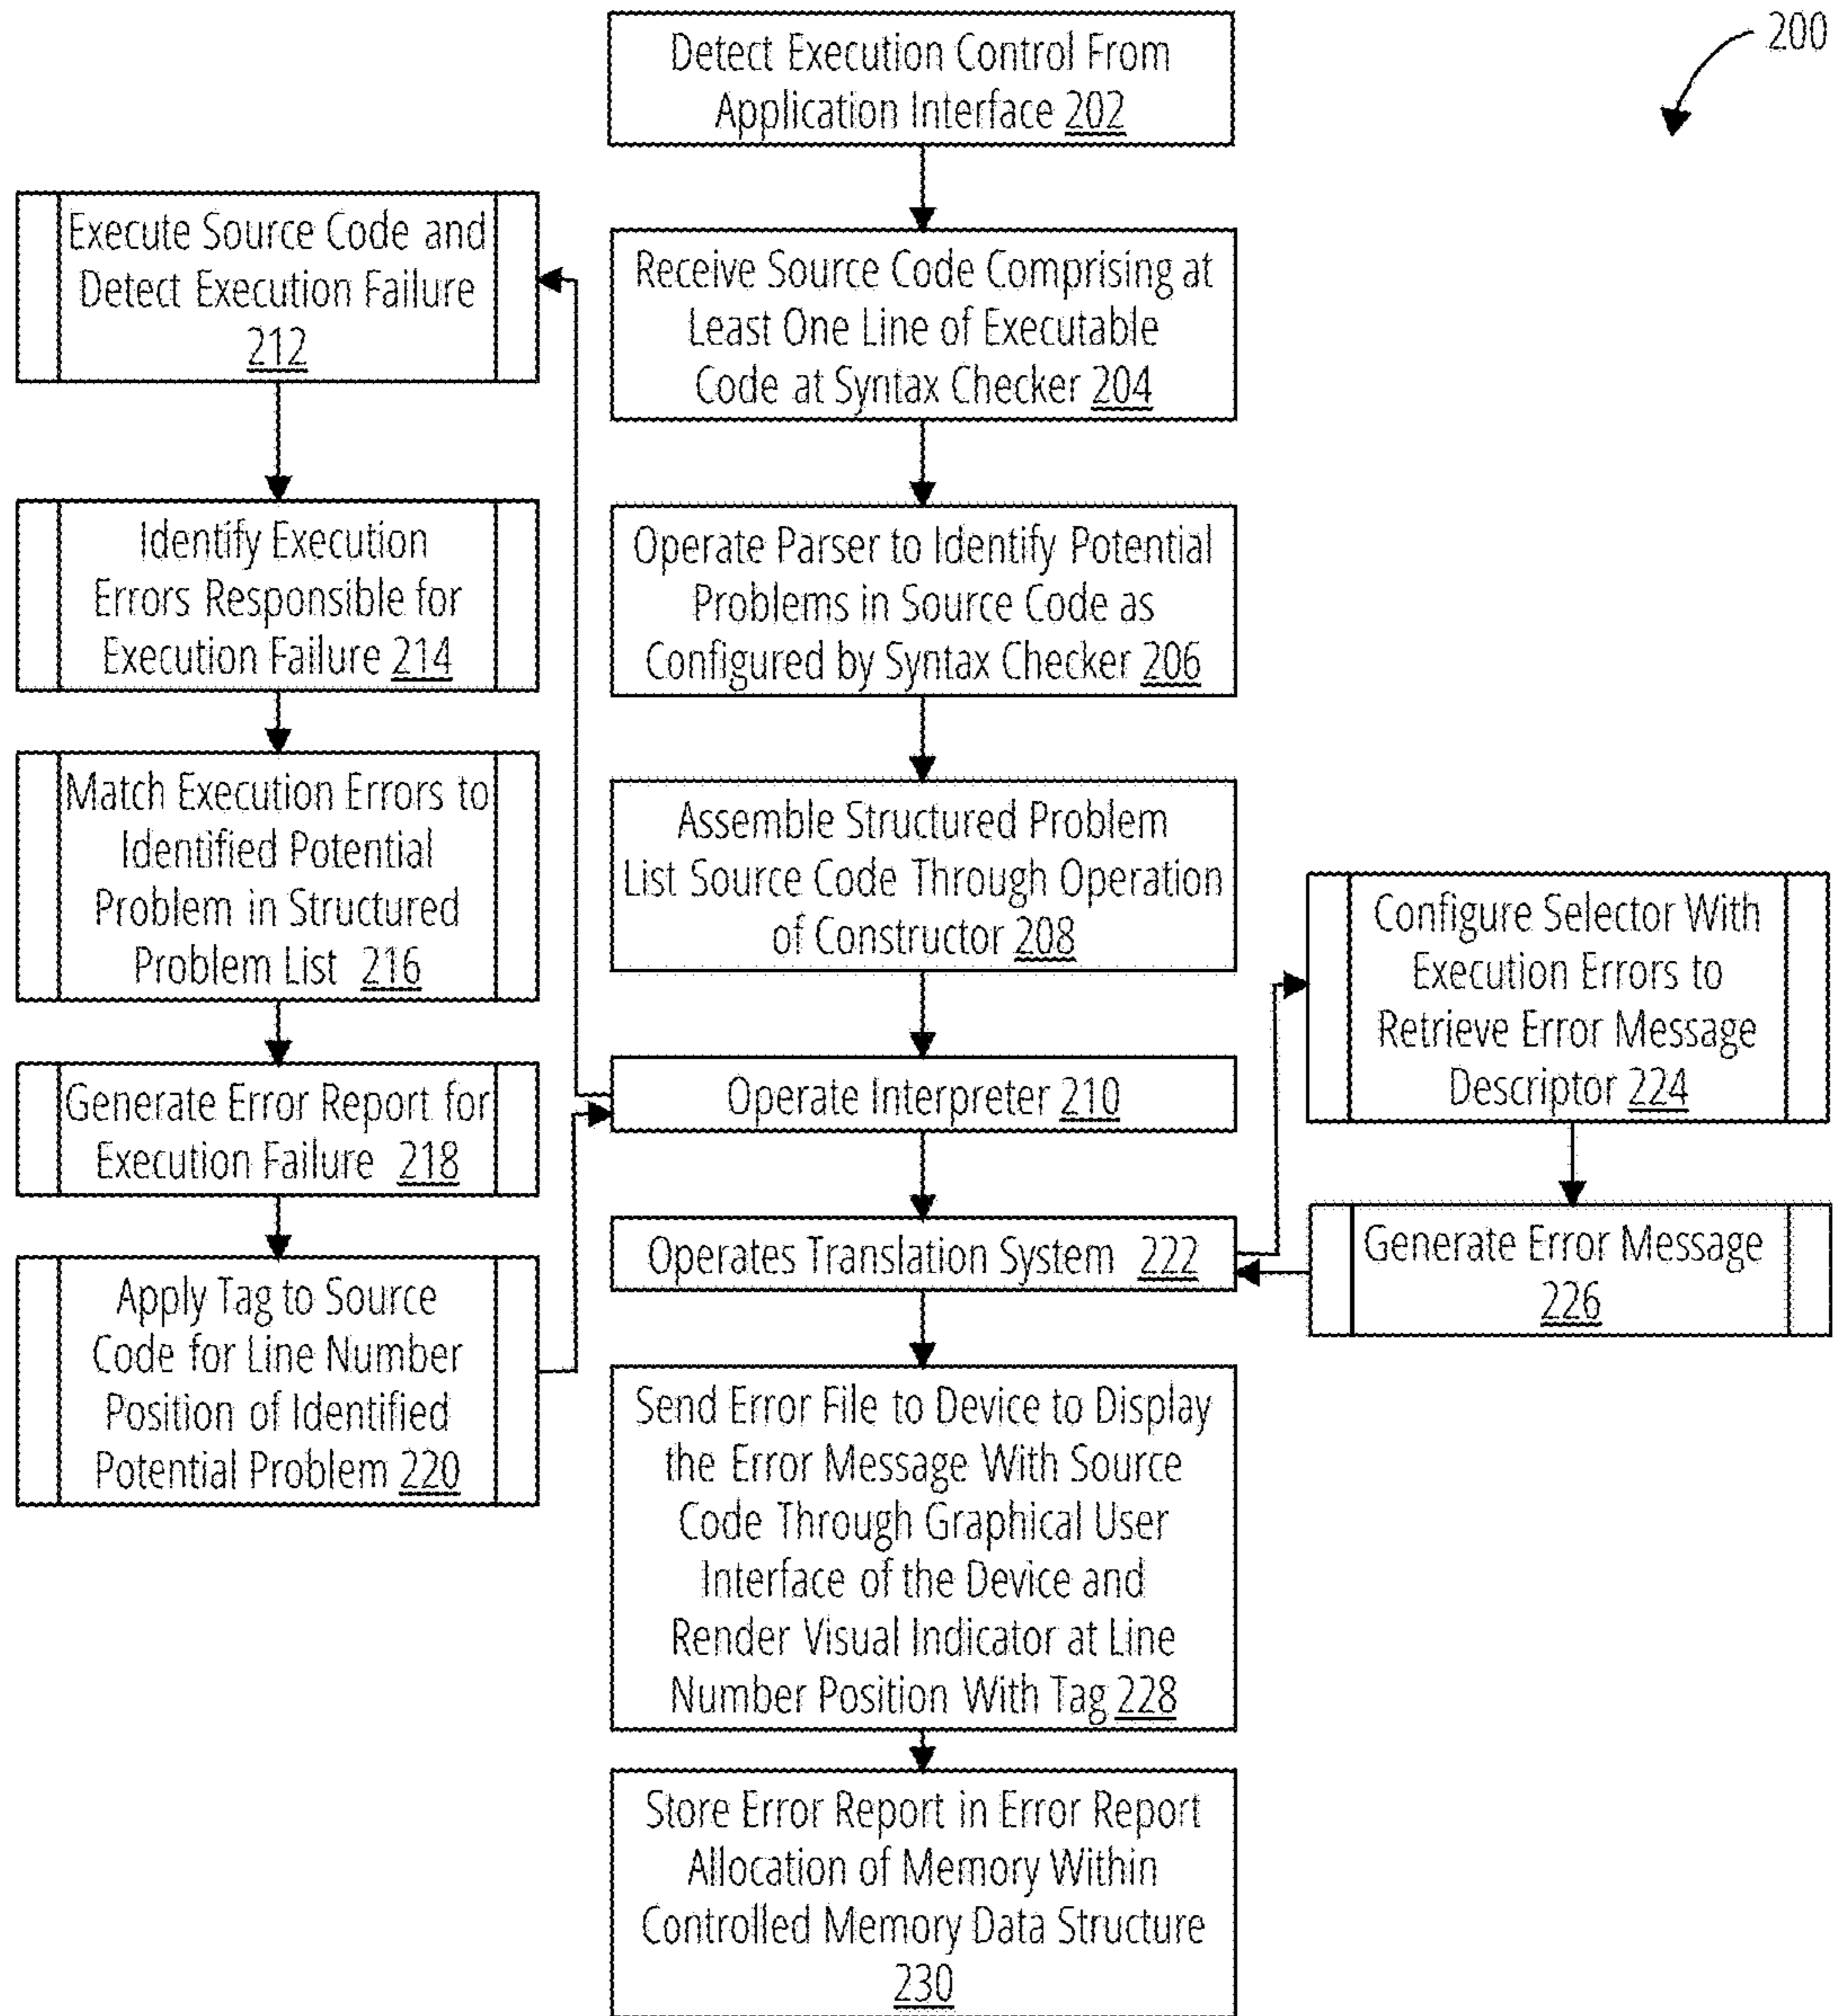 200
Detect Execution Control From
Application Interface 202
Receive Source Code Comprising at
Least One Line of Executable
Code at Syntax Checker 204
Operate Parser to Identify Potential
Problems in Source Code as
Configured by Syntax Checker 206
Assemble Structured Problem
List Source Code Through Operation
of Constructor 208
Operate Interpreter 210
Execute Source Code and
Detect Execution Failure
212
Identify Execution
Errors Responsible for
Execution Failure 214
Match Execution Errors to
Identified Potential
Problem in Structured
Problem List 216
Generate Error Report for
Execution Failure 218
Apply Tag to Source
Code for Line Number
Position of Identified
Potential Problem 220
Operates Translation System 222
Configure Selector With
Execution Errors to
Retrieve Error Message
Descriptor 224
Generate Error Message
226
Send Error File to Device to Display
the Error Message With Source
Code Through Graphical User
Interface of the Device and
Render Visual Indicator at Line
Number Position With Tag 228
Store Error Report in Error Report
Allocation of Memory Within
Controlled Memory Data Structure
230